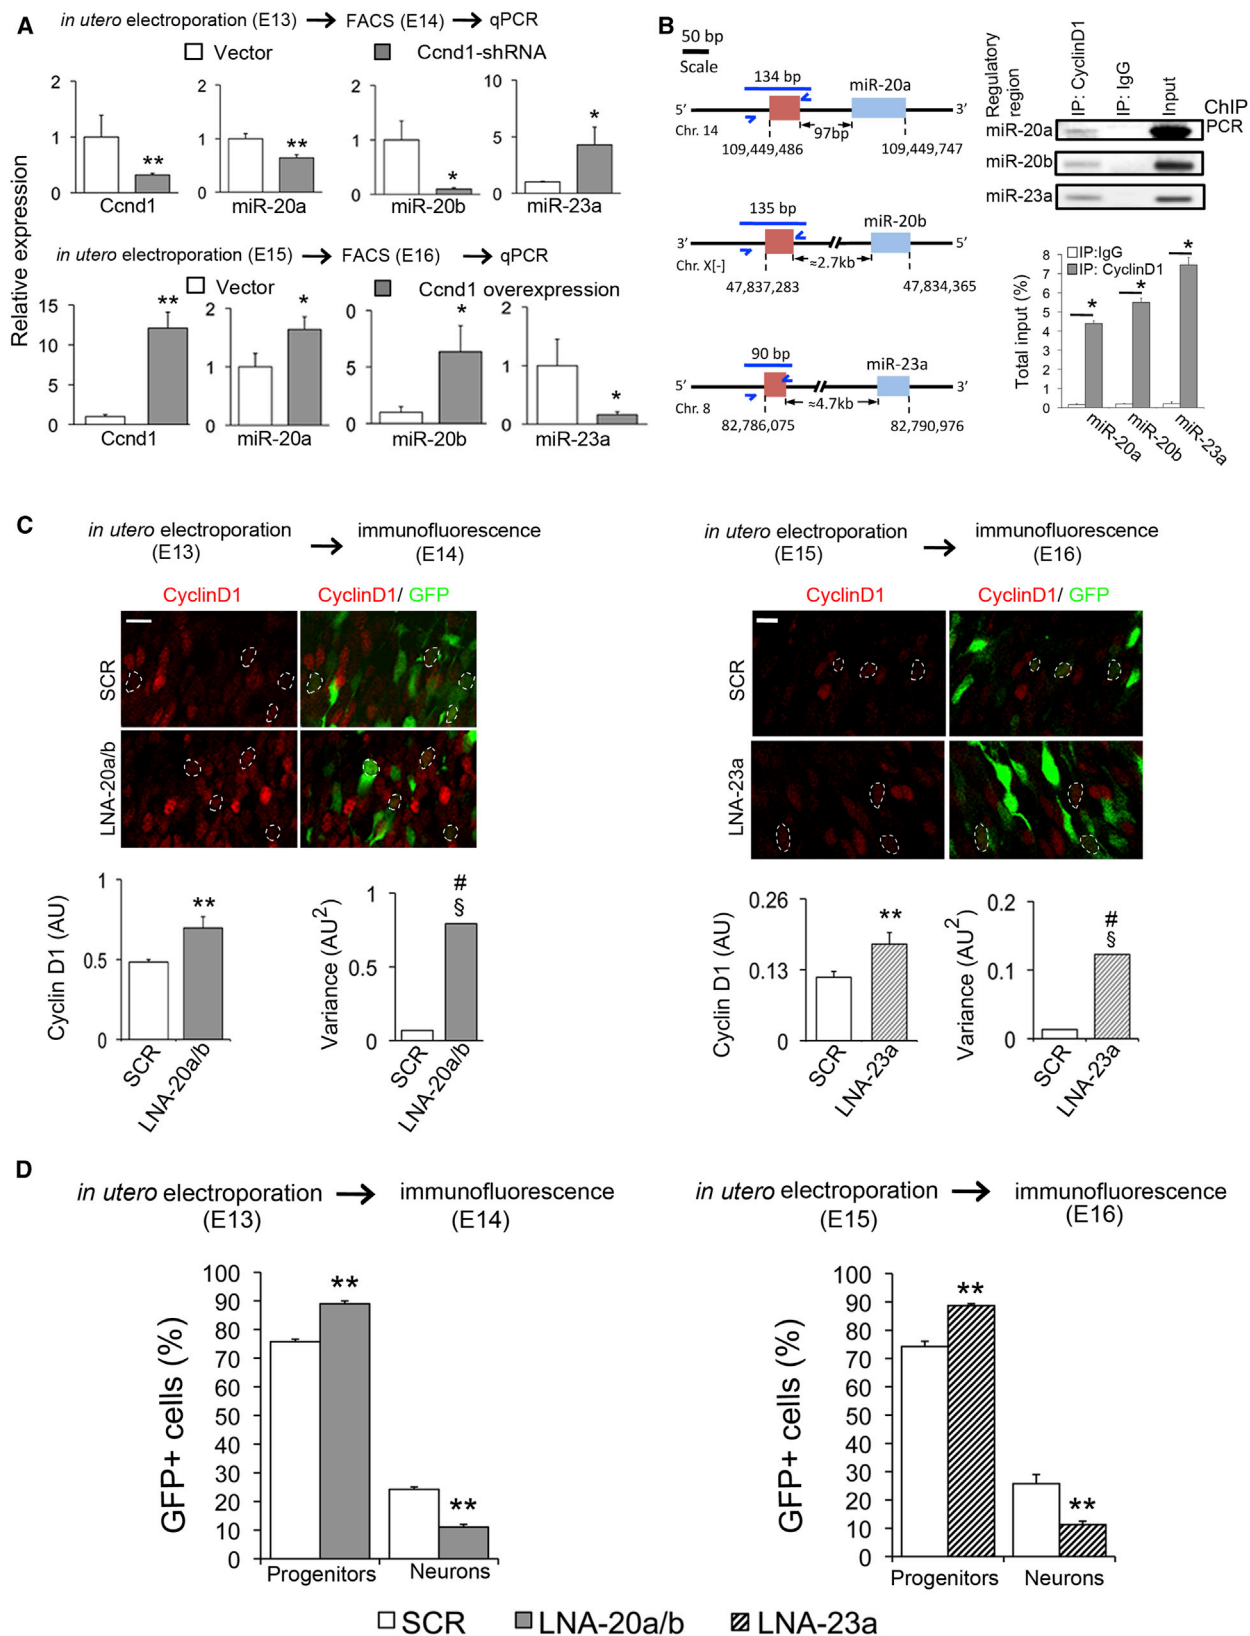 A
in utero electroporation (E13) → FACS (E14) → qPCR
Vector
Ccnd1-shRNA
Relative expression
2
1
0
Ccnd1
2
1
0
miR-20a
2
1
0
miR-20b
10
5
0
miR-23a
**
**
*
*
in utero electroporation (E15) → FACS (E16) → qPCR
Vector
Ccnd1 overexpression
15
10
5
0
Ccnd1
2
1
0
miR-20a
0
5
0
miR-20b
2
1
0
miR-23a
**
*
*
*
B
50 bp
Scale
134 bp
miR-20a
5′
3′
Chr. 14
97bp
109,449,486
109,449,747
135 bp
miR-20b
3′
5′
Chr. X[-]
≈2.7kb
47,837,283
47,834,365
90 bp
miR-23a
5′
3′
Chr. 8
≈4.7kb
82,786,075
82,790,976
Regulatory region
IP: CyclinD1
IP: IgG
Input
ChIP PCR
miR-20a
miR-20b
miR-23a
IP:IgG
IP: CyclinD1
Total input (%)
8
7
6
5
4
3
2
1
0
*
*
*
miR-20a
miR-20b
miR-23a
C
in utero electroporation (E13) → immunofluorescence (E14)
CyclinD1
CyclinD1/ GFP
SCR
LNA-20a/b
Cyclin D1 (AU)
1
0.5
0
**
SCR
LNA-20a/b
Variance (AU²)
1
0.5
0
#
§
SCR
LNA-20a/b
in utero electroporation (E15) → immunofluorescence (E16)
CyclinD1
CyclinD1/ GFP
SCR
LNA-23a
Cyclin D1 (AU)
0.26
0.13
0
**
SCR
LNA-23a
Variance (AU²)
0.2
0.1
0
#
§
SCR
LNA-23a
D
in utero electroporation (E13) → immunofluorescence (E14)
GFP+ cells (%)
100
90
80
70
60
50
40
30
20
10
0
**
**
Progenitors
Neurons
in utero electroporation (E15) → immunofluorescence (E16)
GFP+ cells (%)
100
90
80
70
60
50
40
30
20
10
0
**
**
Progenitors
Neurons
SCR
LNA-20a/b
LNA-23a